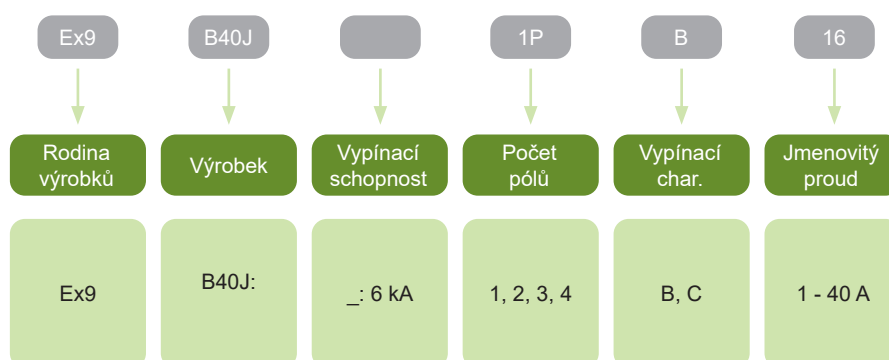 Ex9 B40J 1P B 16
Rodina výrobků Výrobek Vypínací schopnost Počet pólů Vypínací char. Jmenovitý proud
Ex9 B40J: _: 6 kA 1, 2, 3, 4 B, C 1 - 40 A